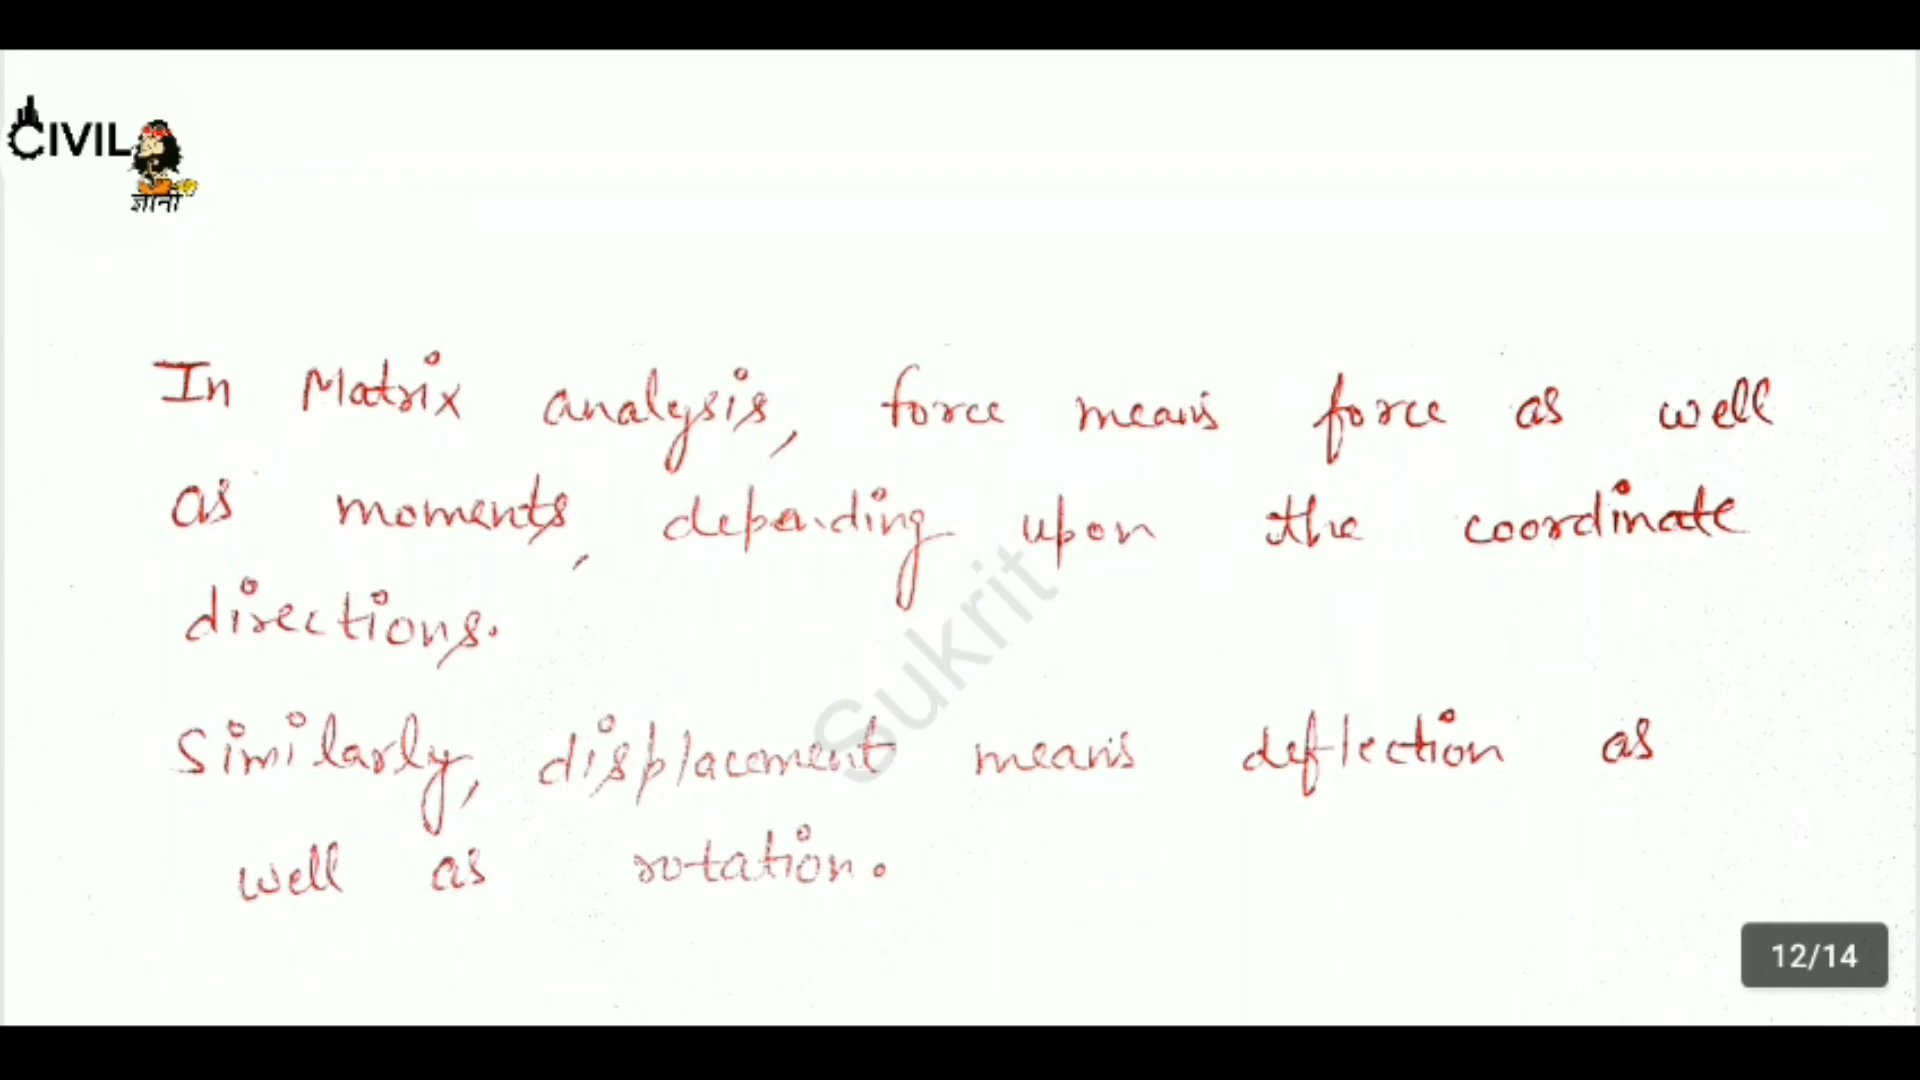 CIVIL
ज्ञानी
In Matrix analysis, force means force as well
as moments, depending upon the coordinate
directions.
Sukrit
Similarly, displacement means deflection as
well as rotation.
12/14